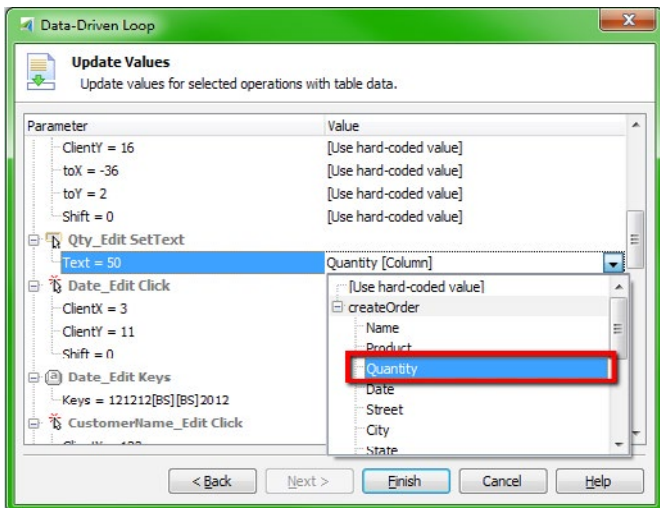 Data-Driven Loop
Update Values
Update values for selected operations with table data.
Parameter Value
ClientY = 16 [Use hard-coded value]
toX = -36 [Use hard-coded value]
toY = 2 [Use hard-coded value]
Shift = 0 [Use hard-coded value]
Qty_Edit SetText
Text = 50 Quantity [Column]
Date_Edit Click [Use hard-coded value]
ClientX = 3 createOrder
ClientY = 11 Name
Shift = 0 Product
Date_Edit Keys Quantity
Keys = 121212[BS][BS]2012 Date
CustomerName_Edit Click Street
City
State
< Back Next > Finish Cancel Help